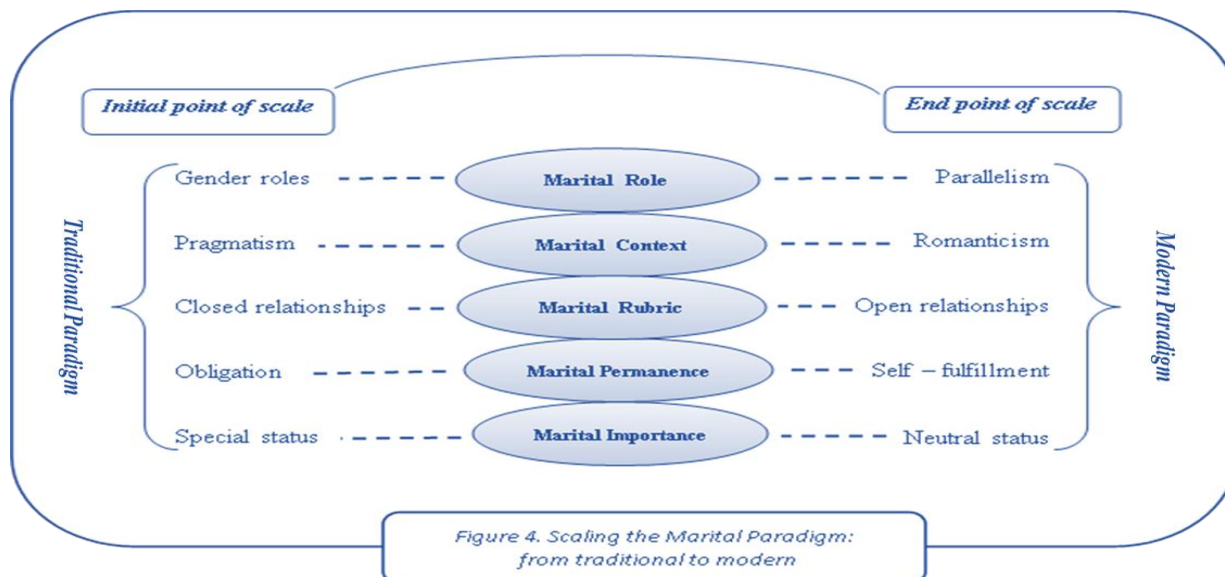 Initial point of scale
End point of scale
Traditional Paradigm
Gender roles
Marital Role
Parallelism
Pragmatism
Marital Context
Romanticism
Closed relationships
Marital Rubric
Open relationships
Obligation
Marital Permanence
Self – fulfillment
Special status
Marital Importance
Neutral status
Modern Paradigm
Figure 4. Scaling the Marital Paradigm:
from traditional to modern